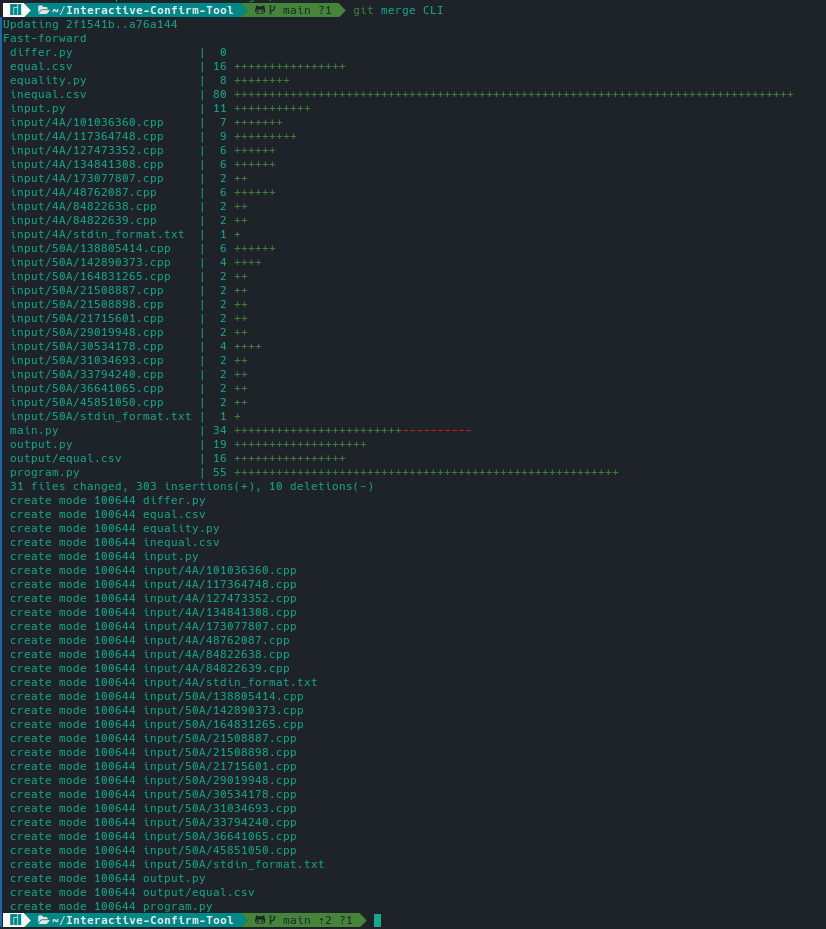 ~/Interactive-Confirm-Tool main ?1 git merge CLI
Updating 2f1541b..a76a144
Fast-forward
 differ.py                  |  0
 equal.csv                  | 16 ++++++++++++++++
 equality.py                |  8 ++++++++
 inequal.csv                | 80 ++++++++++++++++++++++++++++++++++++++++++++++++++++++++++++++++++++++++++++++++
 input.py                   | 11 +++++++++++
 input/4A/101036360.cpp     |  7 +++++++
 input/4A/117364748.cpp     |  9 +++++++++
 input/4A/127473352.cpp     |  6 ++++++
 input/4A/134841308.cpp     |  6 ++++++
 input/4A/173077807.cpp     |  2 ++
 input/4A/48762087.cpp      |  6 ++++++
 input/4A/84822638.cpp      |  2 ++
 input/4A/84822639.cpp      |  2 ++
 input/4A/stdin_format.txt  |  1 +
 input/50A/138805414.cpp    |  6 ++++++
 input/50A/142890373.cpp    |  4 ++++
 input/50A/164831265.cpp    |  2 ++
 input/50A/21508887.cpp     |  2 ++
 input/50A/21508898.cpp     |  2 ++
 input/50A/21715601.cpp     |  2 ++
 input/50A/29019948.cpp     |  2 ++
 input/50A/30534178.cpp     |  4 ++++
 input/50A/31034693.cpp     |  2 ++
 input/50A/33794240.cpp     |  2 ++
 input/50A/36641065.cpp     |  2 ++
 input/50A/45851050.cpp     |  2 ++
 input/50A/stdin_format.txt |  1 +
 main.py                    | 34 ++++++++++++++++++++++++----------
 output.py                  | 19 +++++++++++++++++++
 output/equal.csv           | 16 ++++++++++++++++
 program.py                 | 55 +++++++++++++++++++++++++++++++++++++++++++++++++++++++
 31 files changed, 303 insertions(+), 10 deletions(-)
 create mode 100644 differ.py
 create mode 100644 equal.csv
 create mode 100644 equality.py
 create mode 100644 inequal.csv
 create mode 100644 input.py
 create mode 100644 input/4A/101036360.cpp
 create mode 100644 input/4A/117364748.cpp
 create mode 100644 input/4A/127473352.cpp
 create mode 100644 input/4A/134841308.cpp
 create mode 100644 input/4A/173077807.cpp
 create mode 100644 input/4A/48762087.cpp
 create mode 100644 input/4A/84822638.cpp
 create mode 100644 input/4A/84822639.cpp
 create mode 100644 input/4A/stdin_format.txt
 create mode 100644 input/50A/138805414.cpp
 create mode 100644 input/50A/142890373.cpp
 create mode 100644 input/50A/164831265.cpp
 create mode 100644 input/50A/21508887.cpp
 create mode 100644 input/50A/21508898.cpp
 create mode 100644 input/50A/21715601.cpp
 create mode 100644 input/50A/29019948.cpp
 create mode 100644 input/50A/30534178.cpp
 create mode 100644 input/50A/31034693.cpp
 create mode 100644 input/50A/33794240.cpp
 create mode 100644 input/50A/36641065.cpp
 create mode 100644 input/50A/45851050.cpp
 create mode 100644 input/50A/stdin_format.txt
 create mode 100644 output.py
 create mode 100644 output/equal.csv
 create mode 100644 program.py
~/Interactive-Confirm-Tool main ↑2 ?1